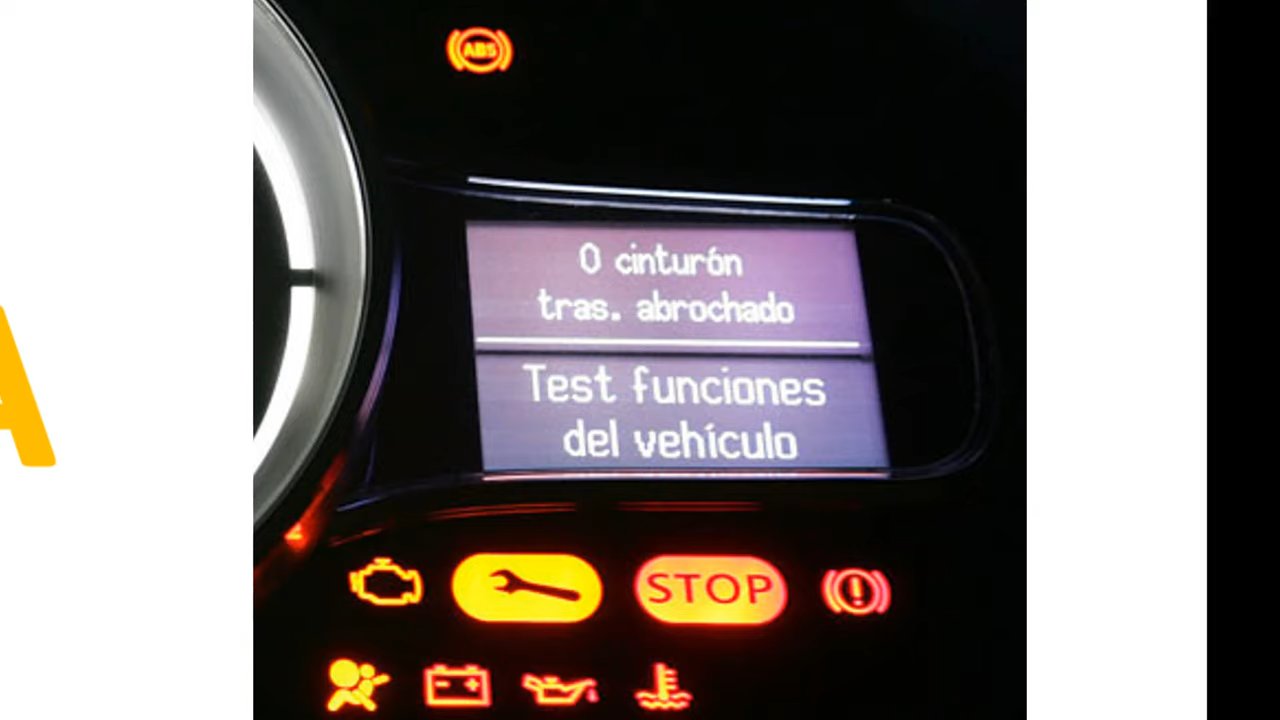 A
ABS
0 cinturón
tras. abrochado
Test funciones
del vehículo
STOP